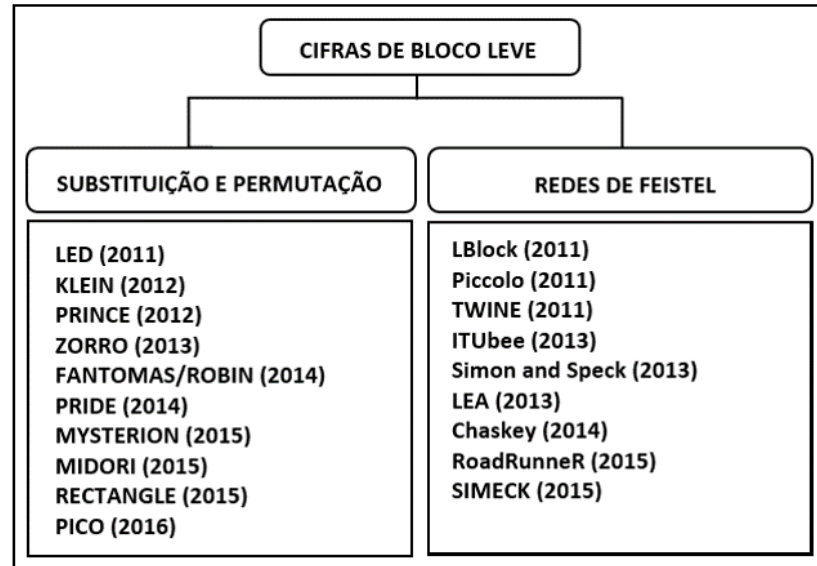 CIFRAS DE BLOCO LEVE
SUBSTITUIÇÃO E PERMUTAÇÃO
LED (2011)
KLEIN (2012)
PRINCE (2012)
ZORRO (2013)
FANTOMAS/ROBIN (2014)
PRIDE (2014)
MYSTERION (2015)
MIDORI (2015)
RECTANGLE (2015)
PICO (2016)
REDES DE FEISTEL
LBlock (2011)
Piccolo (2011)
TWINE (2011)
ITUbee (2013)
Simon and Speck (2013)
LEA (2013)
Chaskey (2014)
RoadRunneR (2015)
SIMECK (2015)